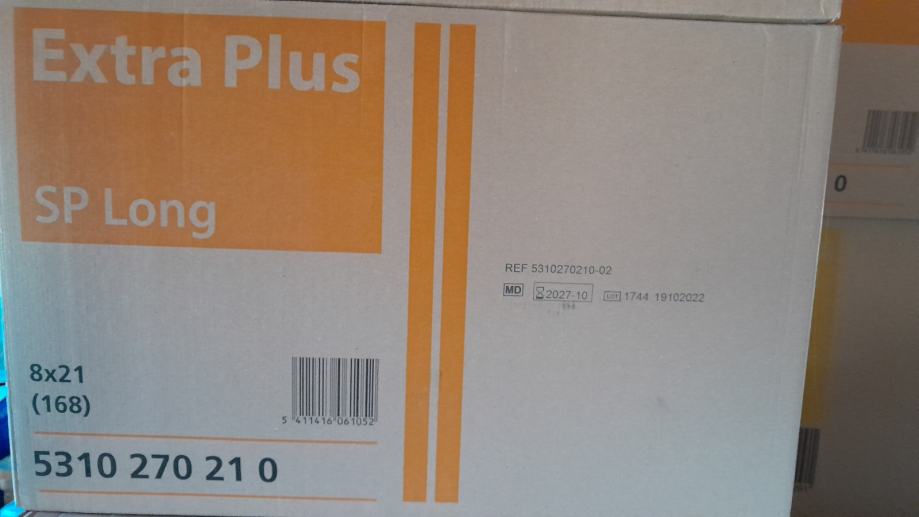 Extra Plus
SP Long
REF 5310270210-02
MD 2027-10 LOT 1744 19102022
8x21
(168)
5 411416 061052
5310 270 21 0
0